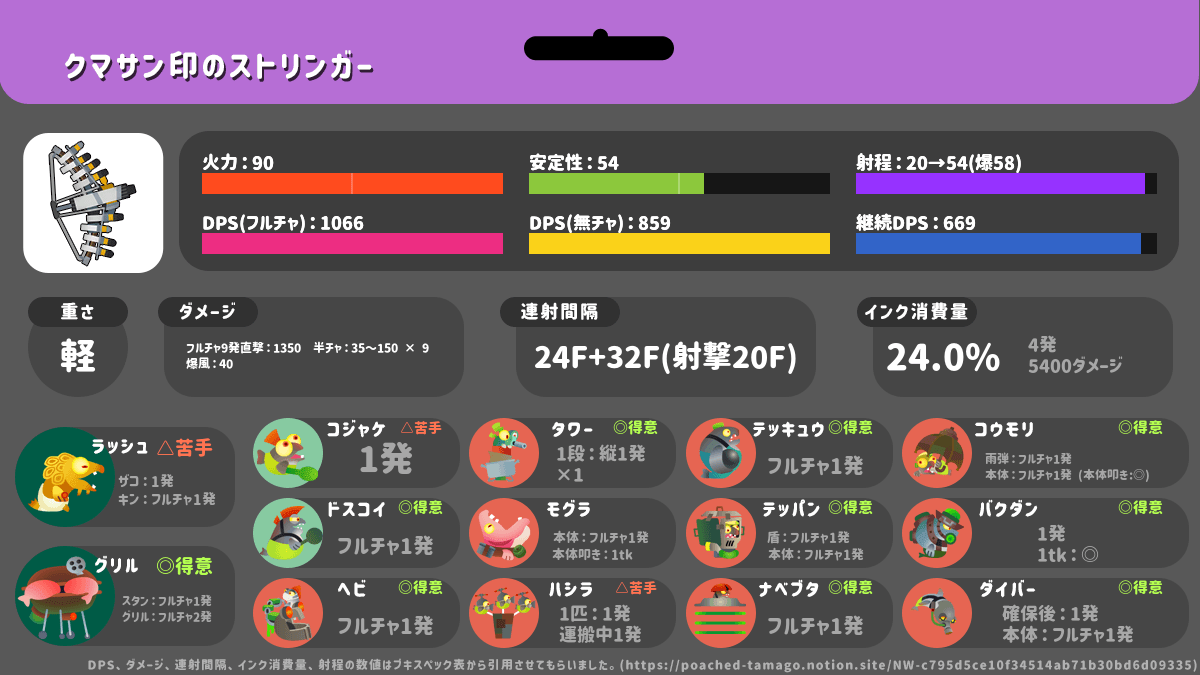 クマサン印のストリンガー
火力：90
安定性：54
射程：20→54(爆58)
DPS(フルチャ)：1066
DPS(無チャ)：859
継続DPS：669
重さ
軽
ダメージ
フルチャ9発直撃：1350　半チャ：35〜150 × 9
爆風：40
連射間隔
24F+32F(射撃20F)
インク消費量
24.0%
4発
5400ダメージ
ラッシュ △苦手
ザコ：1発
キン：フルチャ1発
グリル ◎得意
スタン：フルチャ1発
グリル：フルチャ2発
コジャケ △苦手
1発
ドスコイ ◎得意
フルチャ1発
ヘビ ◎得意
フルチャ1発
タワー ◎得意
1段：縦1発
×1
モグラ
本体：フルチャ1発
本体叩き：1tk
ハシラ △苦手
1匹：1発
運搬中1発
テッキュウ ◎得意
フルチャ1発
テッパン ◎得意
盾：フルチャ1発
本体：フルチャ1発
ナベブタ ◎得意
フルチャ1発
コウモリ ◎得意
雨弾：フルチャ1発
本体：フルチャ1発 (本体叩き:◎)
バクダン ◎得意
1発
1tk：◎
ダイバー ◎得意
確保後：1発
本体：フルチャ1発
DPS、ダメージ、連射間隔、インク消費量、射程の数値はブキスペック表から引用させてもらいました。(https://poached-tamago.notion.site/NW-c795d5ce10f34514ab71b30bd6d09335)